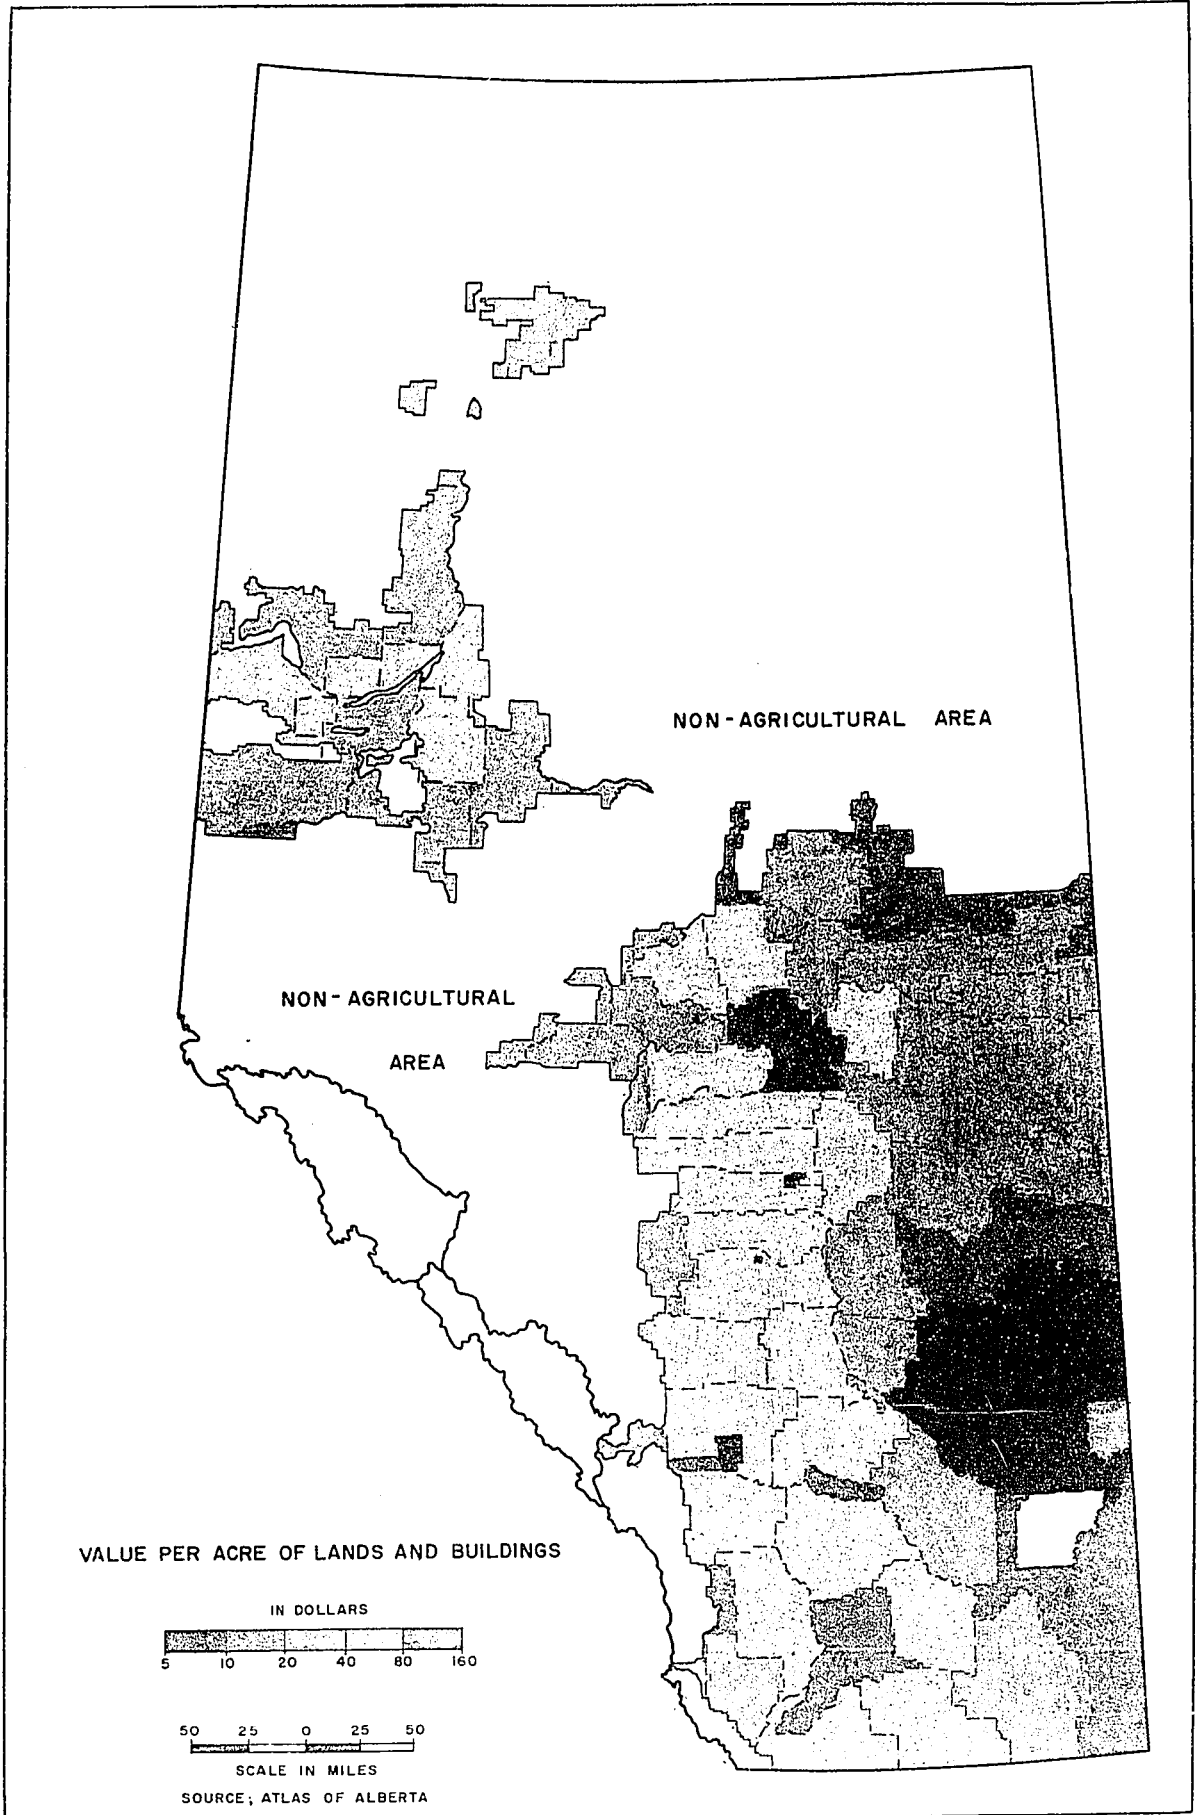 NON-AGRICULTURAL AREA
NON-AGRICULTURAL
AREA
VALUE PER ACRE OF LANDS AND BUILDINGS
IN DOLLARS
5 10 20 40 80 160
50 25 0 25 50
SCALE IN MILES
SOURCE; ATLAS OF ALBERTA